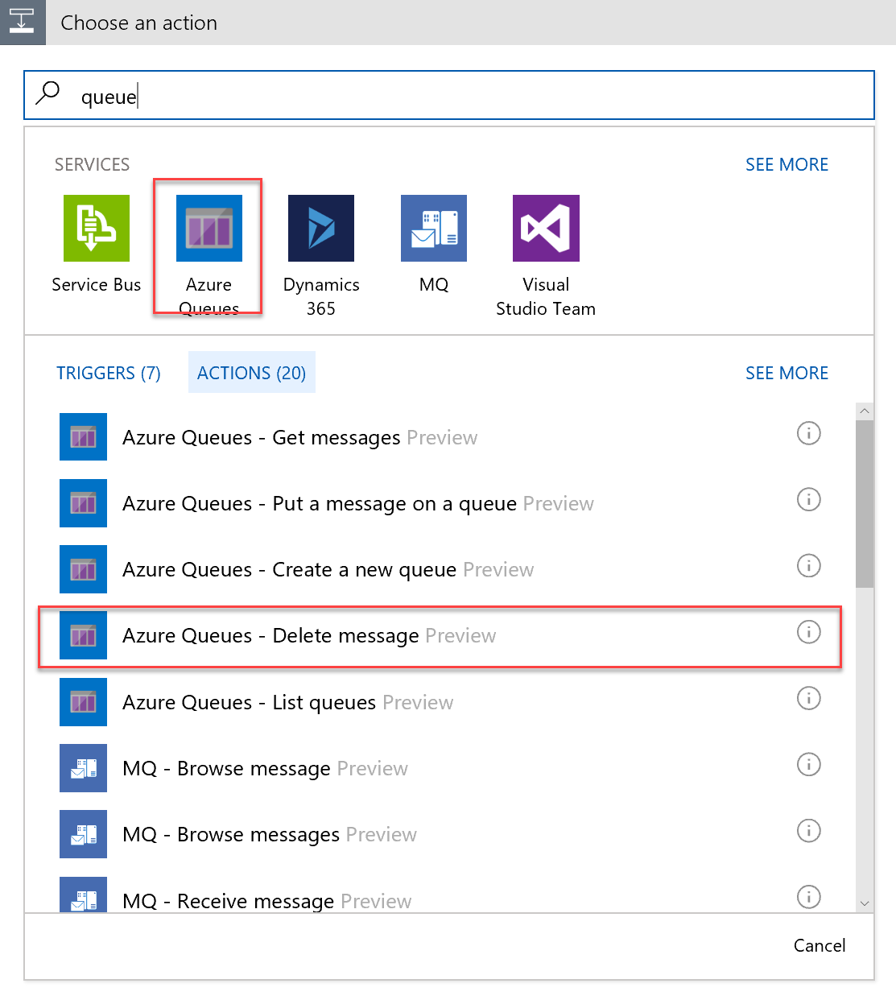 Choose an action
queue
SERVICES
SEE MORE
Service Bus
Azure
Queues
Dynamics
365
MQ
Visual
Studio Team
TRIGGERS (7)
ACTIONS (20)
SEE MORE
Azure Queues - Get messages Preview
Azure Queues - Put a message on a queue Preview
Azure Queues - Create a new queue Preview
Azure Queues - Delete message Preview
Azure Queues - List queues Preview
MQ - Browse message Preview
MQ - Browse messages Preview
MQ - Receive message Preview
Cancel